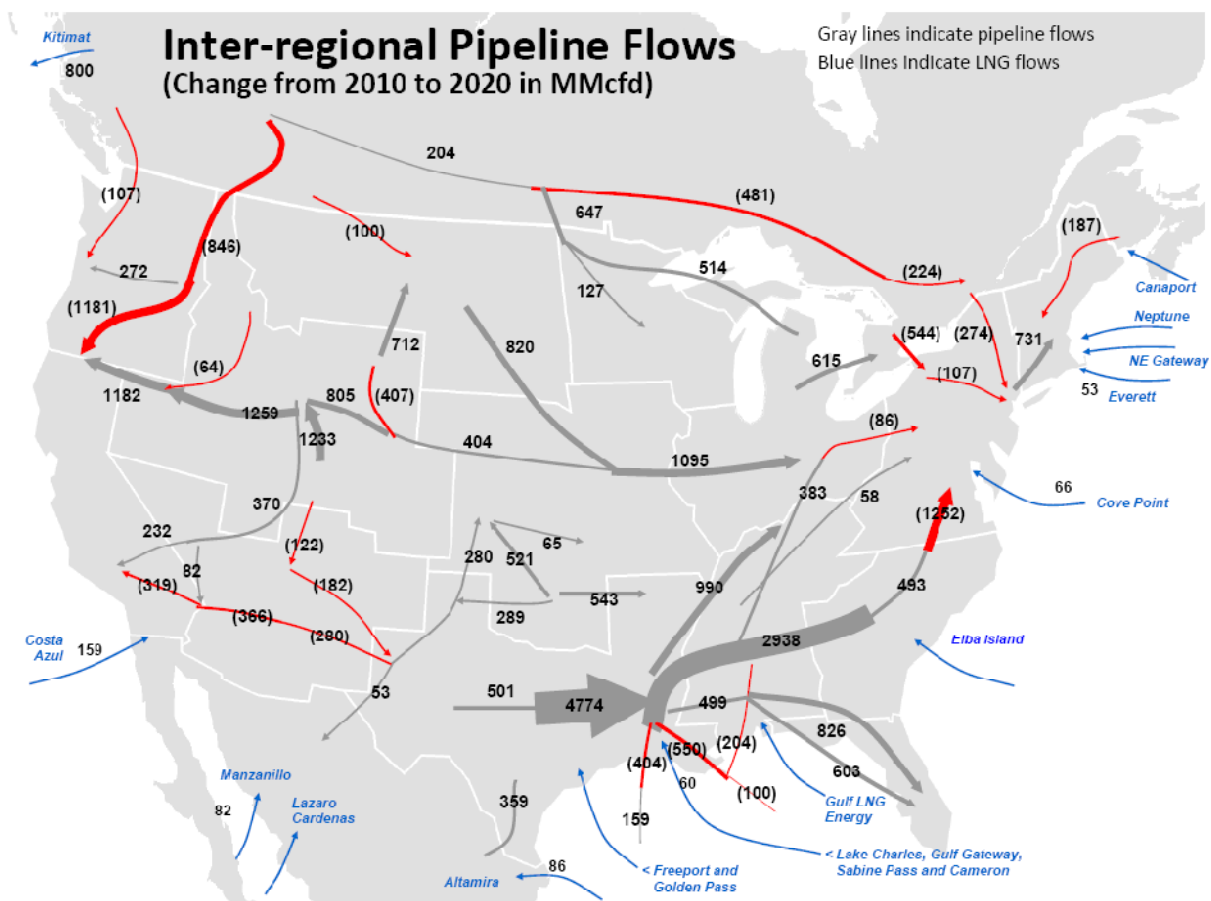 Kitimat
800
Inter-regional Pipeline Flows
(Change from 2010 to 2020 in MMcfd)
Gray lines indicate pipeline flows
Blue lines Indicate LNG flows
204
(107)
(481)
647
(187)
(846)
(100)
272
514
(224)
127
Canaport
(1181)
Neptune
(544)
(274)
731
712
820
NE Gateway
615
(64)
(107)
53
Everett
1182
805
(407)
1259
(86)
1233
404
1095
383
58
66
Cove Point
370
(1252)
232
(122)
65
280
521
82
(319)
(182)
990
493
543
289
(366)
(280)
2938
Costa
Azul
159
Elba Island
53
501
4774
499
826
(204)
(550)
(404)
603
Manzanillo
60
(100)
359
82
Lazaro
Cardenas
159
Gulf LNG
Energy
86
Altamira
< Freeport and
Golden Pass
< Lake Charles, Gulf Gateway,
Sabine Pass and Cameron